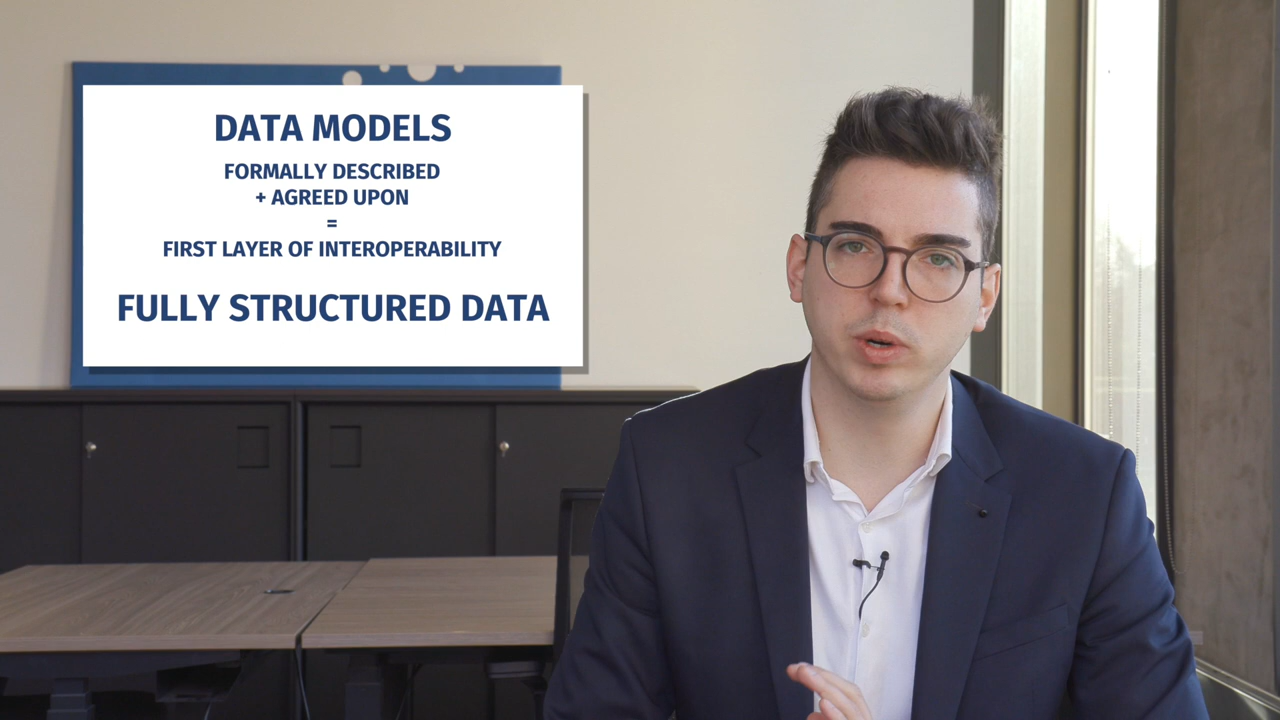 DATA MODELS
FORMALLY DESCRIBED
+ AGREED UPON
=
FIRST LAYER OF INTEROPERABILITY
FULLY STRUCTURED DATA